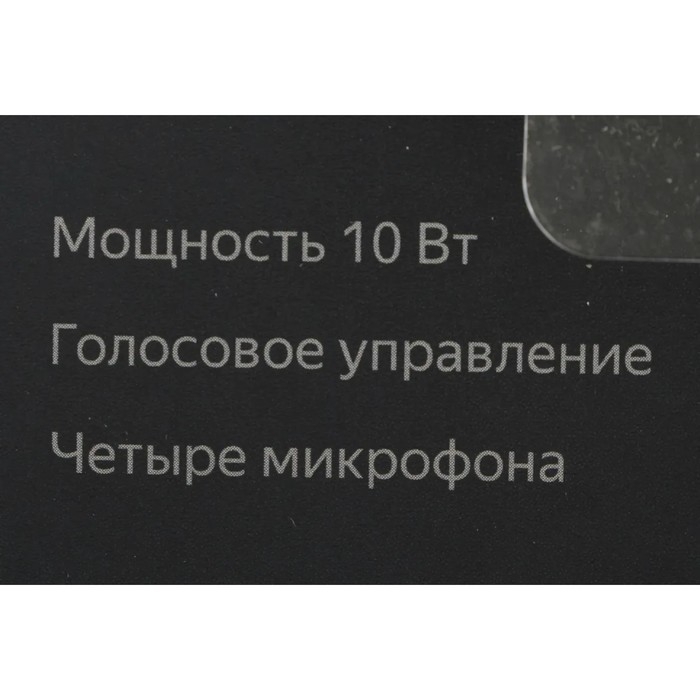 Мощность 10 Вт
Голосовое управление
Четыре микрофона